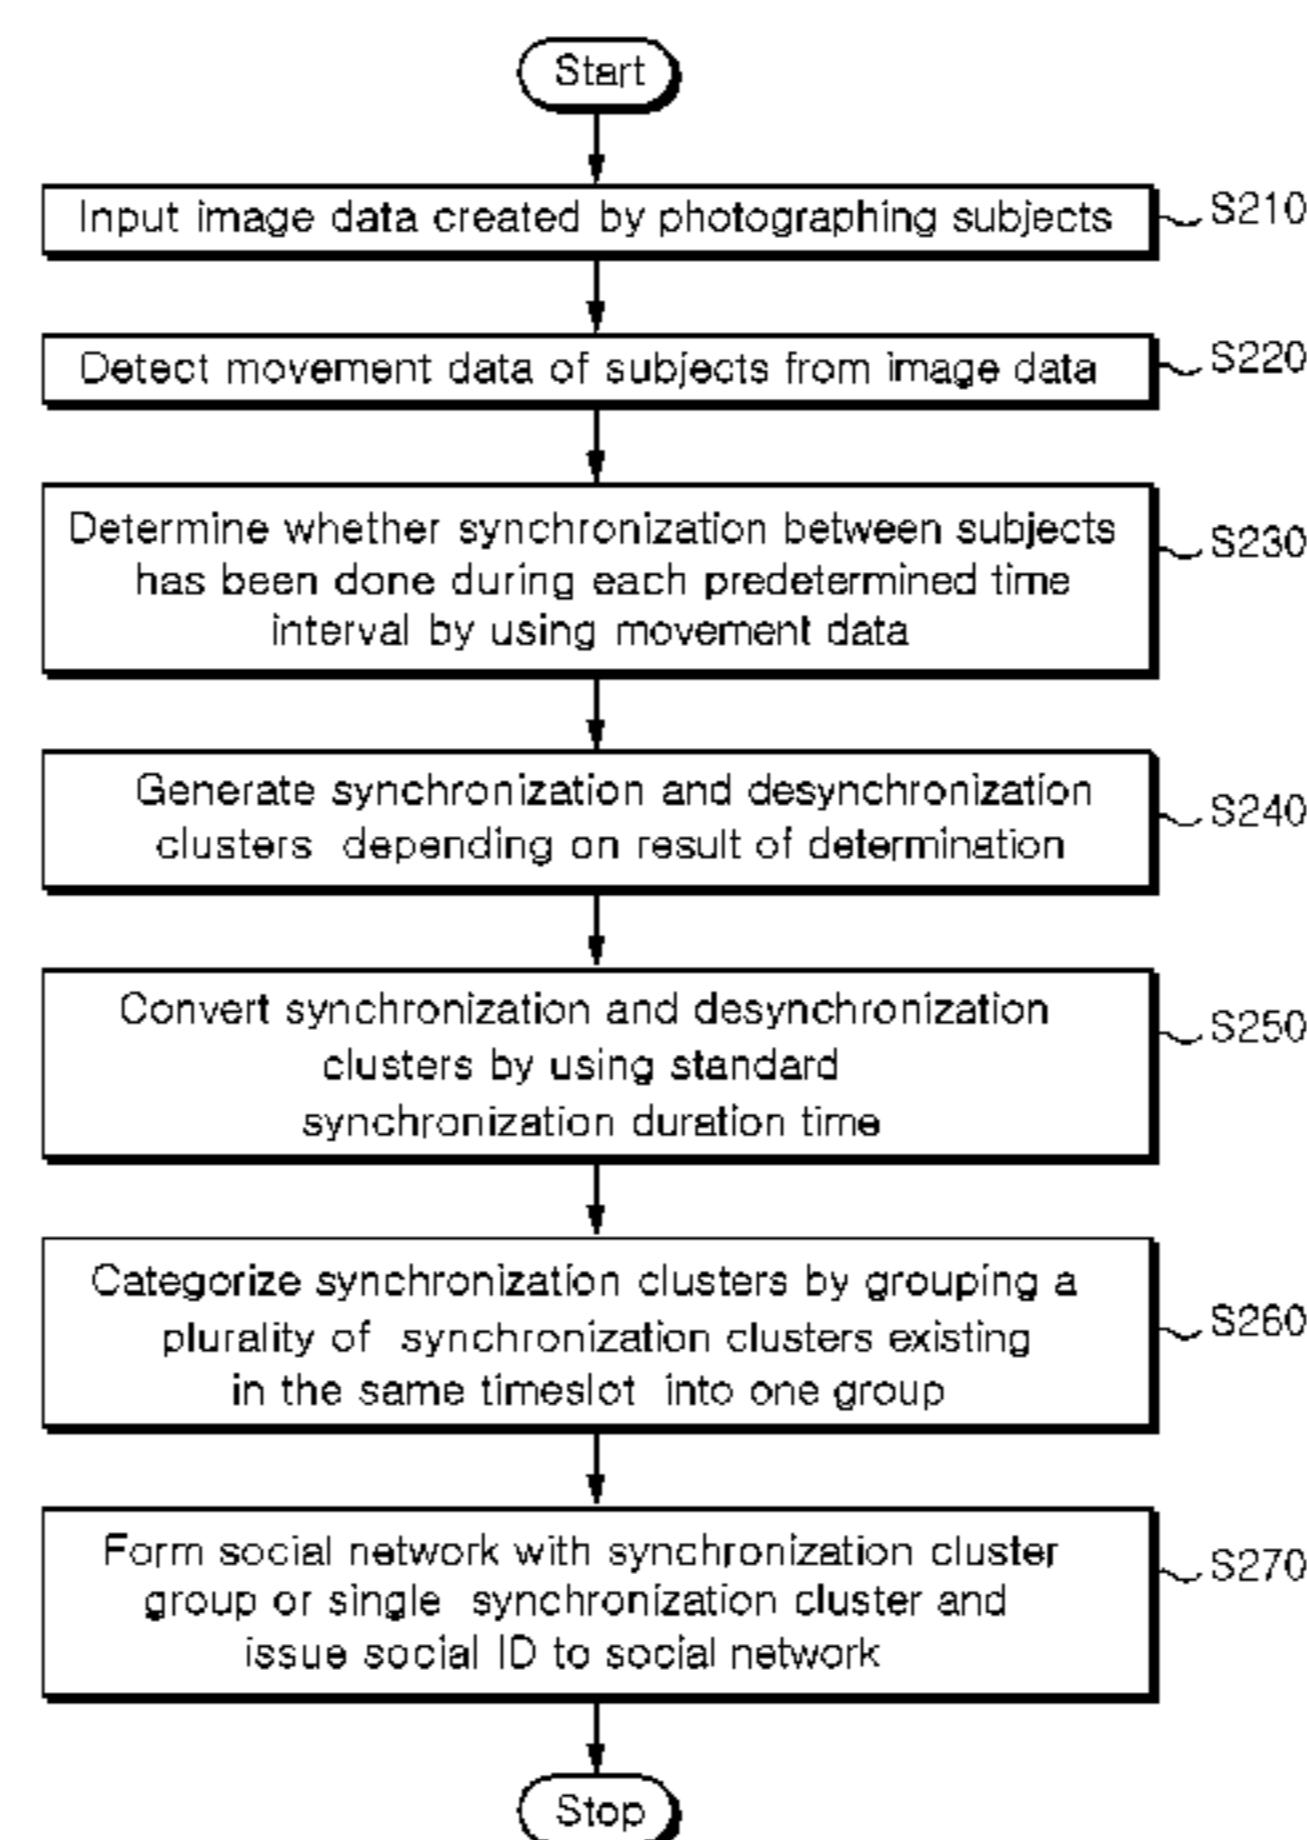 Start
Input image data created by photographing subjects
S210
Detect movement data of subjects from image data
S220
Determine whether synchronization between subjects
has been done during each predetermined time
interval by using movement data
S230
Generate synchronization and desynchronization
clusters depending on result of determination
S240
Convert synchronization and desynchronization
clusters by using standard
synchronization duration time
S250
Categorize synchronization clusters by grouping a
plurality of synchronization clusters existing
in the same timeslot into one group
S260
Form social network with synchronization cluster
group or single synchronization cluster and
issue social ID to social network
S270
Stop